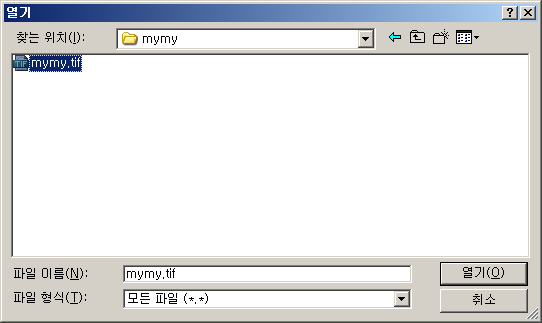 열기
찾는 위치(I):
mymy
TIF
mymy.tif
파일 이름(N):
mymy.tif
열기(O)
파일 형식(T):
모든 파일 (*.*)
취소